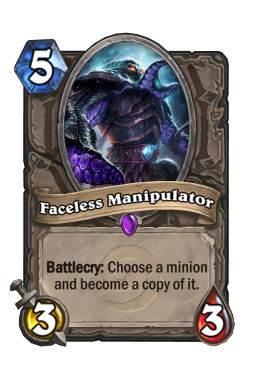 5
Faceless Manipulator
Battlecry: Choose a minion
and become a copy of it.
3 3